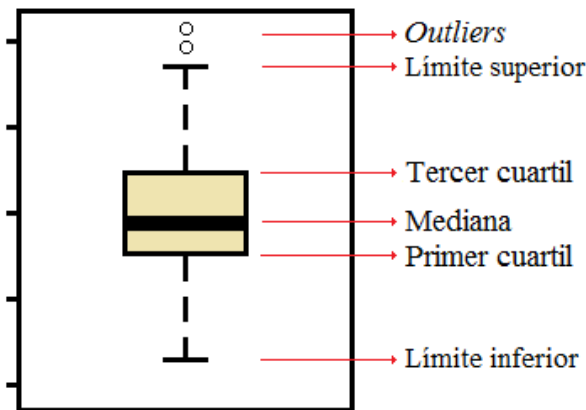 Outliers
Límite superior
Tercer cuartil
Mediana
Primer cuartil
Límite inferior